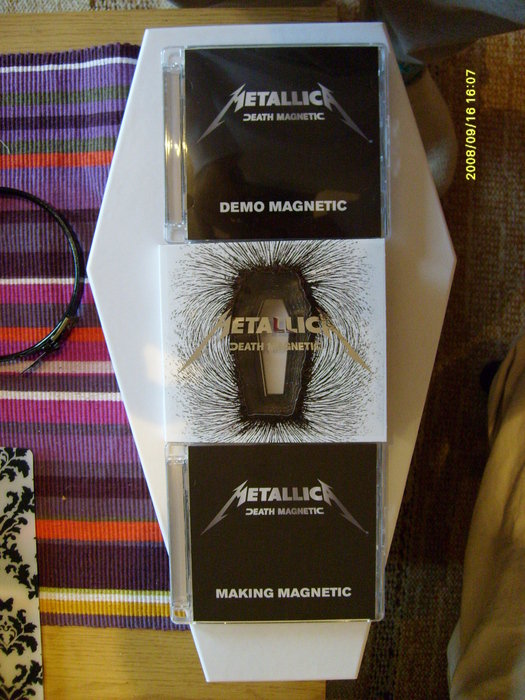 METALLICA
DEATH MAGNETIC
DEMO MAGNETIC
METALLICA
DEATH MAGNETIC
METALLICA
DEATH MAGNETIC
MAKING MAGNETIC
2008/09/16 16:07